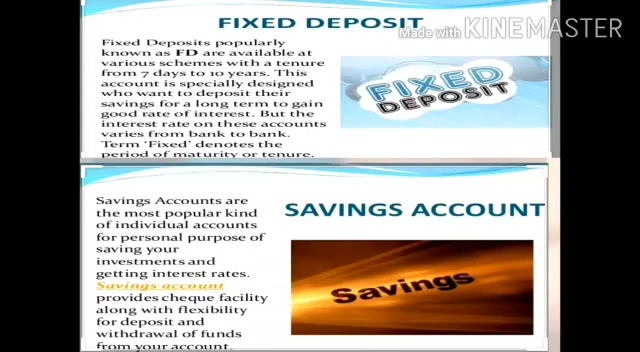 FIXED DEPOSIT
Made with KINEMASTER
Fixed Deposits popularly
known as FD are available at
various schemes with a tenure
from 7 days to 10 years. This
account is specially designed
who want to deposit their
savings for a long term to gain
good rate of interest. But the
interest rate on these accounts
varies from bank to bank.
Term ‘Fixed’ denotes the
period of maturity or tenure.
FIXED
DEPOSIT
SAVINGS ACCOUNT
Savings Accounts are
the most popular kind
of individual accounts
for personal purpose of
saving your
investments and
getting interest rates.
Savings account
provides cheque facility
along with flexibility
for deposit and
withdrawal of funds
from your account.
Savings